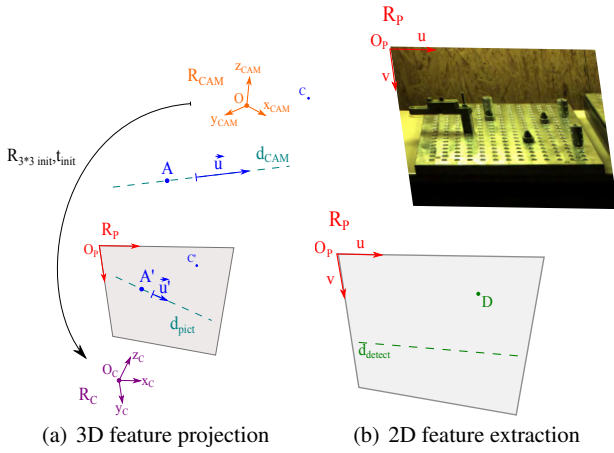 R_CAM
z_CAM
O
x_CAM
y_CAM
C
R_3*3 init,t_init
A
u
d_CAM
R_P
O_P
C'
A'
u'
d_pict
z_C
O_C
x_C
R_C
y_C
(a) 3D feature projection
R_P
O_P
u
v
R_P
O_P
u
v
D
d_detect
(b) 2D feature extraction